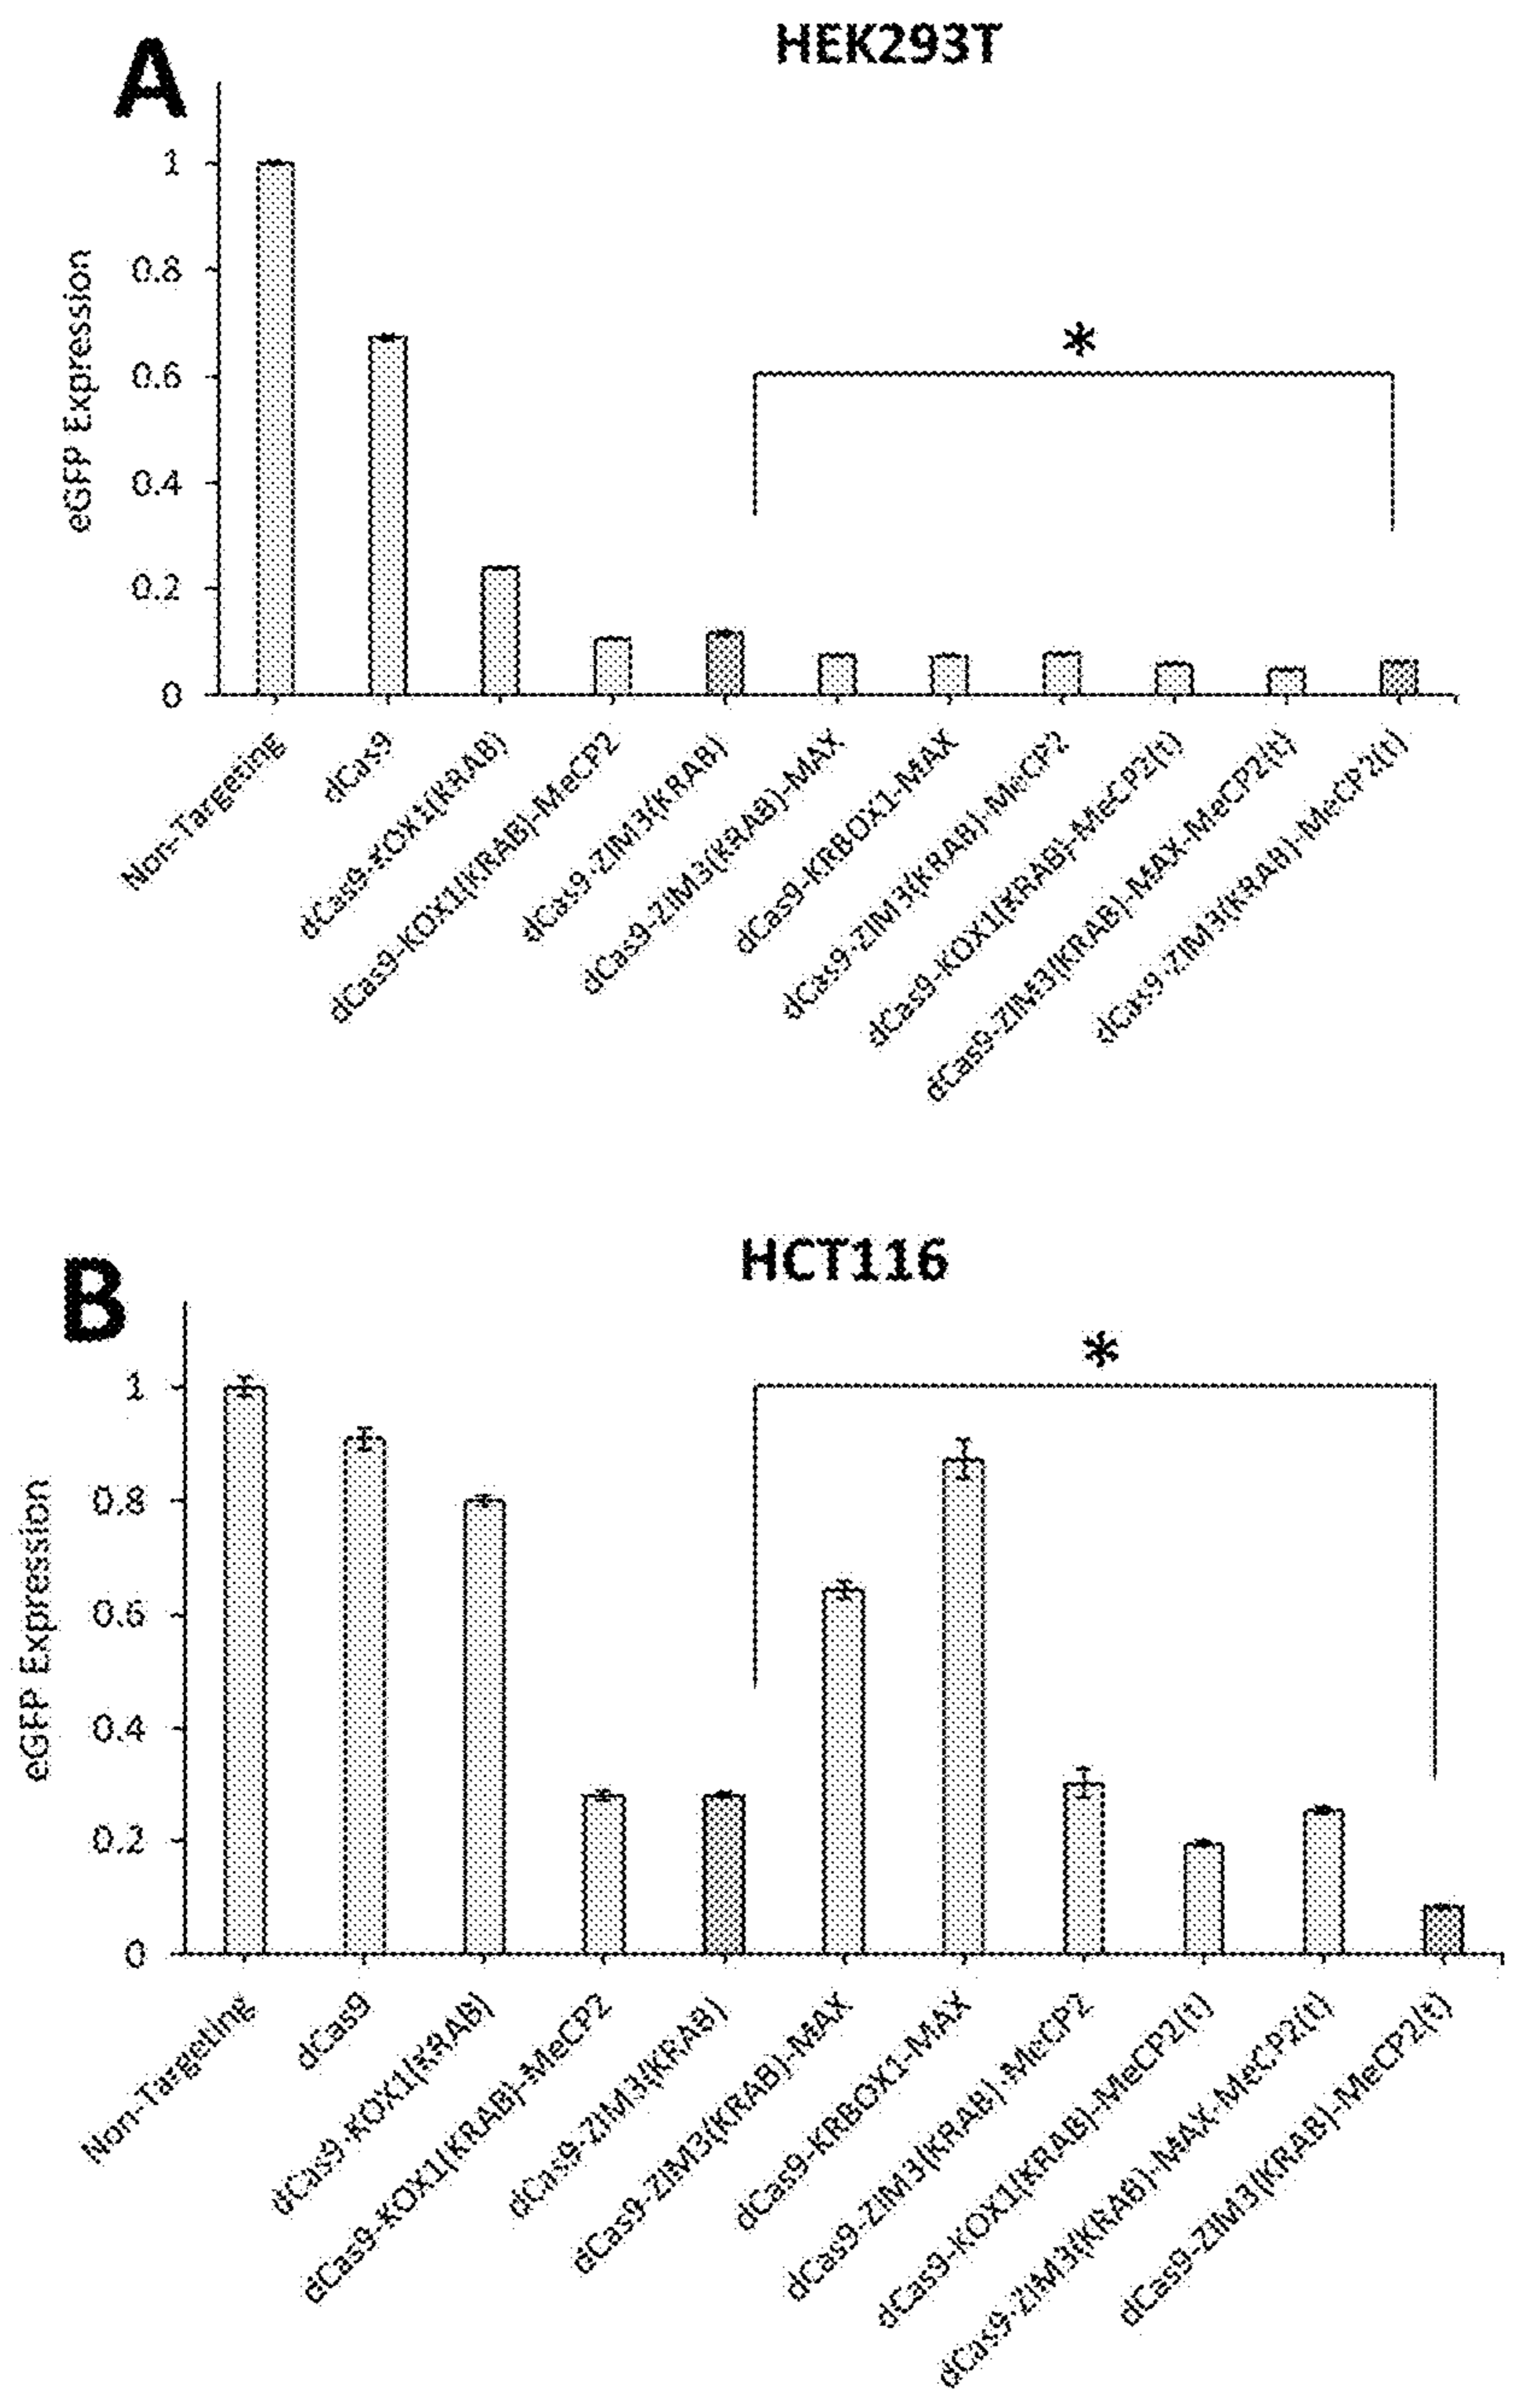 A
HEK293T
eGFP Expression
1
0.8
0.6
0.4
0.2
0
*
Non-Targeting
dCas9
dCas9-KOX1(KRAB)
dCas9-KOX1(KRAB)-MeCP2
dCas9-ZIM3(KRAB)
dCas9-ZIM3(KRAB)-MAX
dCas9-KRBOX1-MAX
dCas9-ZIM3(KRAB)-MeCP2
dCas9-KOX1(KRAB)-MeCP2(t)
dCas9-ZIM3(KRAB)-MAX-MeCP2(t)
dCas9-ZIM3(KRAB)-MeCP2(t)
B
HCT116
eGFP Expression
1
0.8
0.6
0.4
0.2
0
*
Non-Targeting
dCas9
dCas9-KOX1(KRAB)
dCas9-KOX1(KRAB)-MeCP2
dCas9-ZIM3(KRAB)
dCas9-ZIM3(KRAB)-MAX
dCas9-KRBOX1-MAX
dCas9-ZIM3(KRAB)-MeCP2
dCas9-KOX1(KRAB)-MeCP2(t)
dCas9-ZIM3(KRAB)-MAX-MeCP2(t)
dCas9-ZIM3(KRAB)-MeCP2(t)